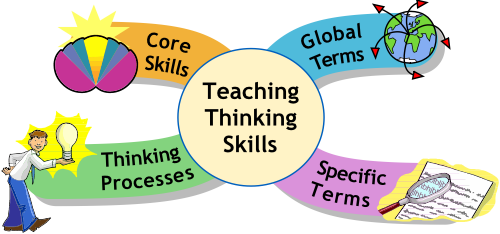 Core
Skills
Global
Terms
Teaching
Thinking
Skills
Thinking
Processes
Specific
Terms